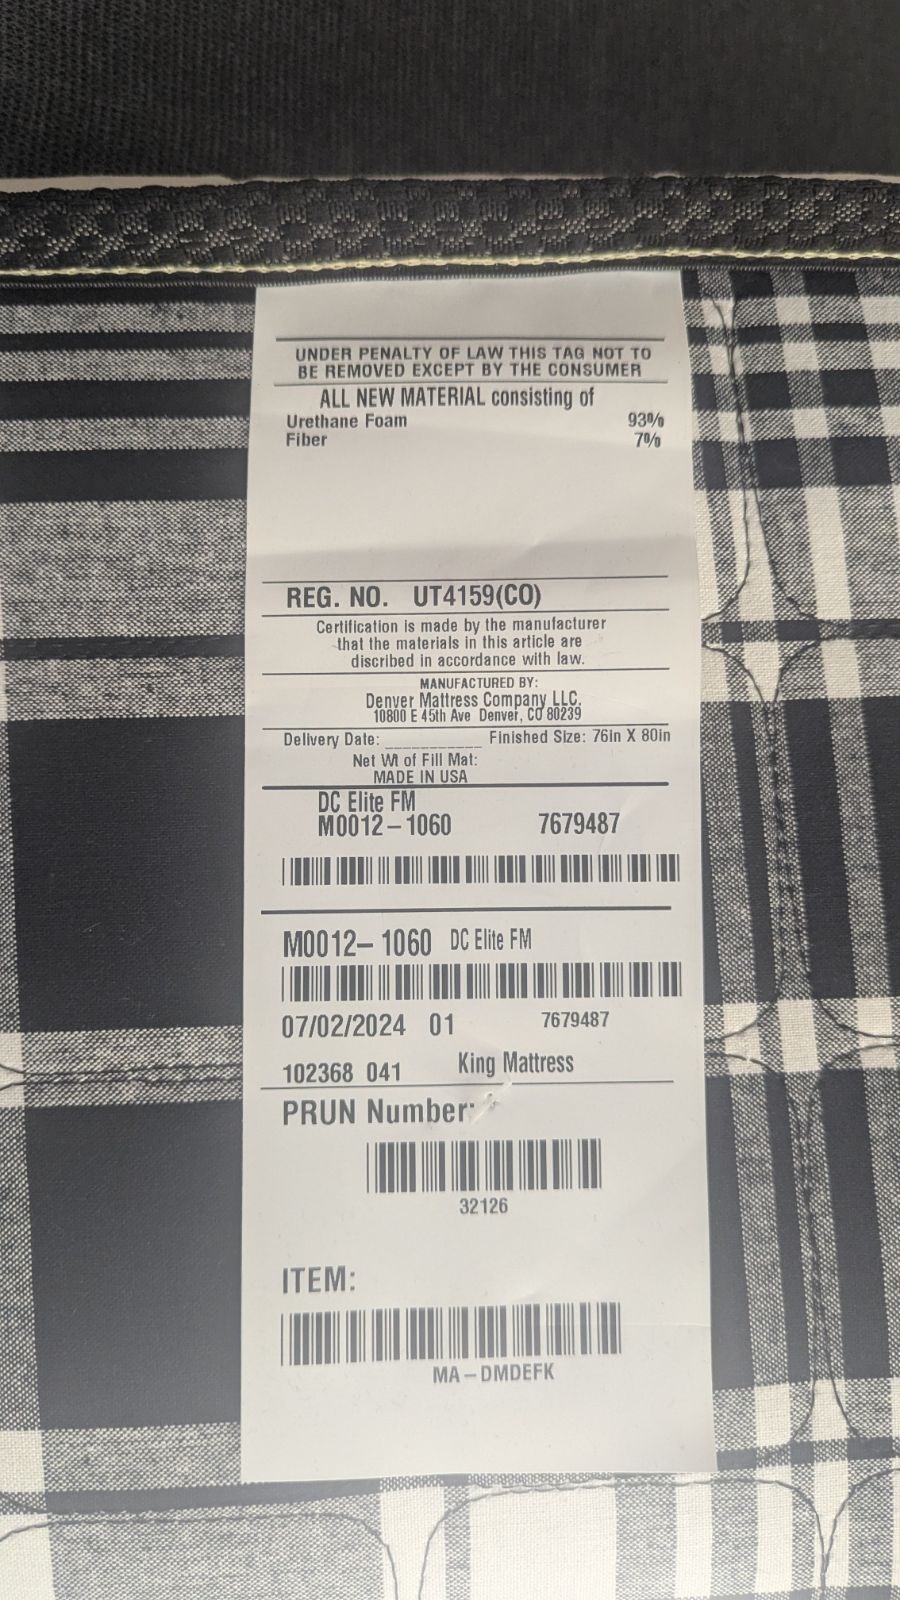 UNDER PENALTY OF LAW THIS TAG NOT TO
BE REMOVED EXCEPT BY THE CONSUMER
ALL NEW MATERIAL consisting of
Urethane Foam 93%
Fiber 7%
REG. NO. UT4159(CO)
Certification is made by the manufacturer
that the materials in this article are
discribed in accordance with law.
MANUFACTURED BY:
Denver Mattress Company LLC.
10800 E 45th Ave Denver, CO 80239
Delivery Date: ___________ Finished Size: 76in X 80in
Net Wt of Fill Mat:
MADE IN USA
DC Elite FM
M0012-1060 7679487
M0012-1060 DC Elite FM
07/02/2024 01 7679487
102368 041 King Mattress
PRUN Number:
32126
ITEM:
MA-DMDEFK